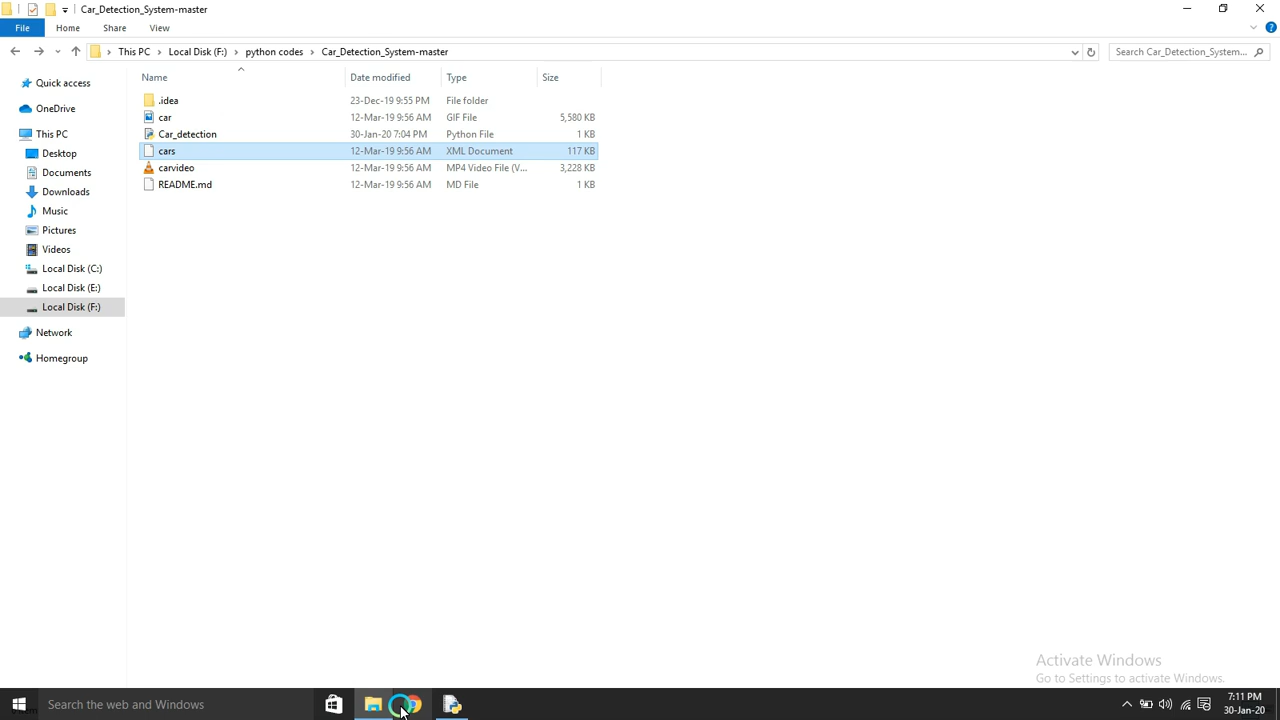 Car_Detection_System-master
File Home Share View
This PC Local Disk (F:) python codes Car_Detection_System-master Search Car_Detection_System...
Name Date modified Type Size
Quick access
OneDrive
This PC
Desktop
Documents
Downloads
Music
Pictures
Videos
Local Disk (C:)
Local Disk (E:)
Local Disk (F:)
Network
Homegroup
.idea 23-Dec-19 9:55 PM File folder
car 12-Mar-19 9:56 AM GIF File 5,580 KB
Car_detection 30-Jan-20 7:04 PM Python File 1 KB
cars 12-Mar-19 9:56 AM XML Document 117 KB
carvideo 12-Mar-19 9:56 AM MP4 Video File (V... 3,228 KB
README.md 12-Mar-19 9:56 AM MD File 1 KB
Activate Windows
Go to Settings to activate Windows.
Search the web and Windows
7:11 PM
30-Jan-20